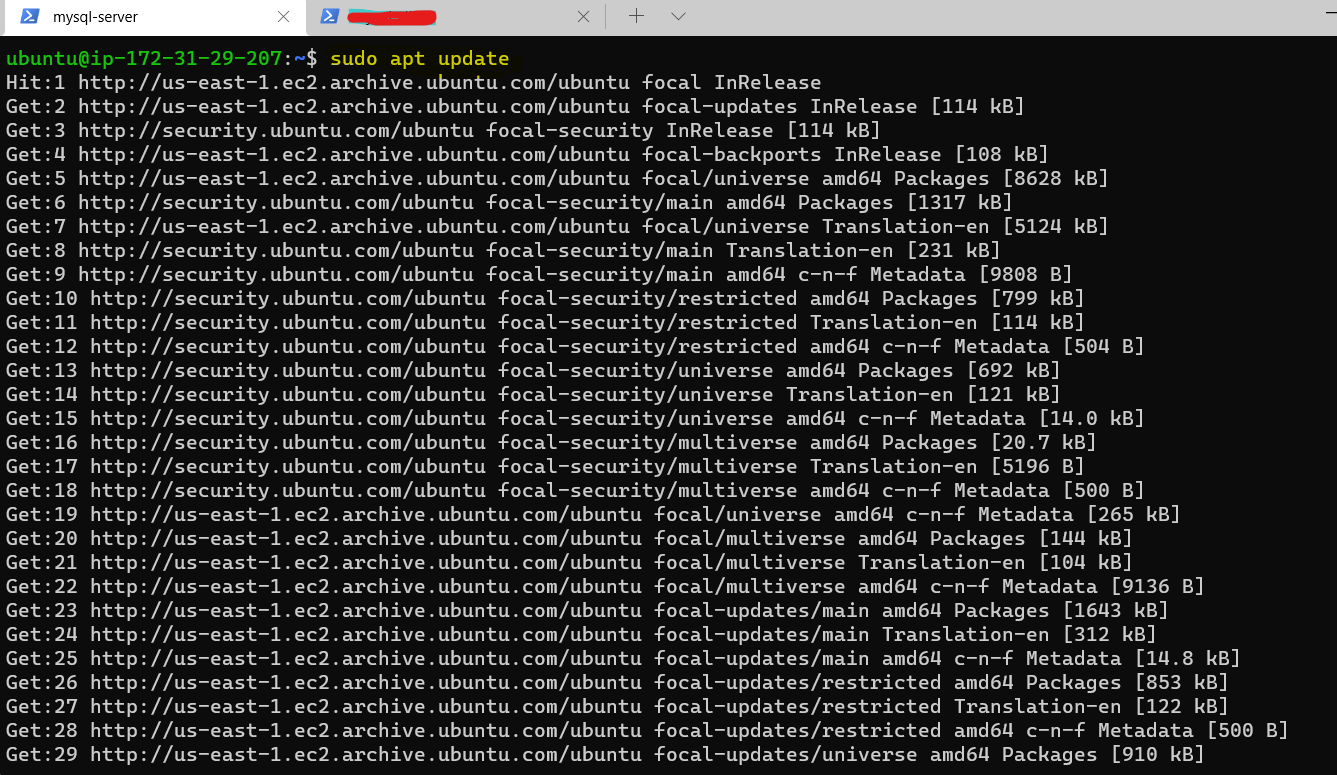 mysql-server
ubuntu@ip-172-31-29-207:~$ sudo apt update
Hit:1 http://us-east-1.ec2.archive.ubuntu.com/ubuntu focal InRelease
Get:2 http://us-east-1.ec2.archive.ubuntu.com/ubuntu focal-updates InRelease [114 kB]
Get:3 http://security.ubuntu.com/ubuntu focal-security InRelease [114 kB]
Get:4 http://us-east-1.ec2.archive.ubuntu.com/ubuntu focal-backports InRelease [108 kB]
Get:5 http://us-east-1.ec2.archive.ubuntu.com/ubuntu focal/universe amd64 Packages [8628 kB]
Get:6 http://security.ubuntu.com/ubuntu focal-security/main amd64 Packages [1317 kB]
Get:7 http://us-east-1.ec2.archive.ubuntu.com/ubuntu focal/universe Translation-en [5124 kB]
Get:8 http://security.ubuntu.com/ubuntu focal-security/main Translation-en [231 kB]
Get:9 http://security.ubuntu.com/ubuntu focal-security/main amd64 c-n-f Metadata [9808 B]
Get:10 http://security.ubuntu.com/ubuntu focal-security/restricted amd64 Packages [799 kB]
Get:11 http://security.ubuntu.com/ubuntu focal-security/restricted Translation-en [114 kB]
Get:12 http://security.ubuntu.com/ubuntu focal-security/restricted amd64 c-n-f Metadata [504 B]
Get:13 http://security.ubuntu.com/ubuntu focal-security/universe amd64 Packages [692 kB]
Get:14 http://security.ubuntu.com/ubuntu focal-security/universe Translation-en [121 kB]
Get:15 http://security.ubuntu.com/ubuntu focal-security/universe amd64 c-n-f Metadata [14.0 kB]
Get:16 http://security.ubuntu.com/ubuntu focal-security/multiverse amd64 Packages [20.7 kB]
Get:17 http://security.ubuntu.com/ubuntu focal-security/multiverse Translation-en [5196 B]
Get:18 http://security.ubuntu.com/ubuntu focal-security/multiverse amd64 c-n-f Metadata [500 B]
Get:19 http://us-east-1.ec2.archive.ubuntu.com/ubuntu focal/universe amd64 c-n-f Metadata [265 kB]
Get:20 http://us-east-1.ec2.archive.ubuntu.com/ubuntu focal/multiverse amd64 Packages [144 kB]
Get:21 http://us-east-1.ec2.archive.ubuntu.com/ubuntu focal/multiverse Translation-en [104 kB]
Get:22 http://us-east-1.ec2.archive.ubuntu.com/ubuntu focal/multiverse amd64 c-n-f Metadata [9136 B]
Get:23 http://us-east-1.ec2.archive.ubuntu.com/ubuntu focal-updates/main amd64 Packages [1643 kB]
Get:24 http://us-east-1.ec2.archive.ubuntu.com/ubuntu focal-updates/main Translation-en [312 kB]
Get:25 http://us-east-1.ec2.archive.ubuntu.com/ubuntu focal-updates/main amd64 c-n-f Metadata [14.8 kB]
Get:26 http://us-east-1.ec2.archive.ubuntu.com/ubuntu focal-updates/restricted amd64 Packages [853 kB]
Get:27 http://us-east-1.ec2.archive.ubuntu.com/ubuntu focal-updates/restricted Translation-en [122 kB]
Get:28 http://us-east-1.ec2.archive.ubuntu.com/ubuntu focal-updates/restricted amd64 c-n-f Metadata [500 B]
Get:29 http://us-east-1.ec2.archive.ubuntu.com/ubuntu focal-updates/universe amd64 Packages [910 kB]